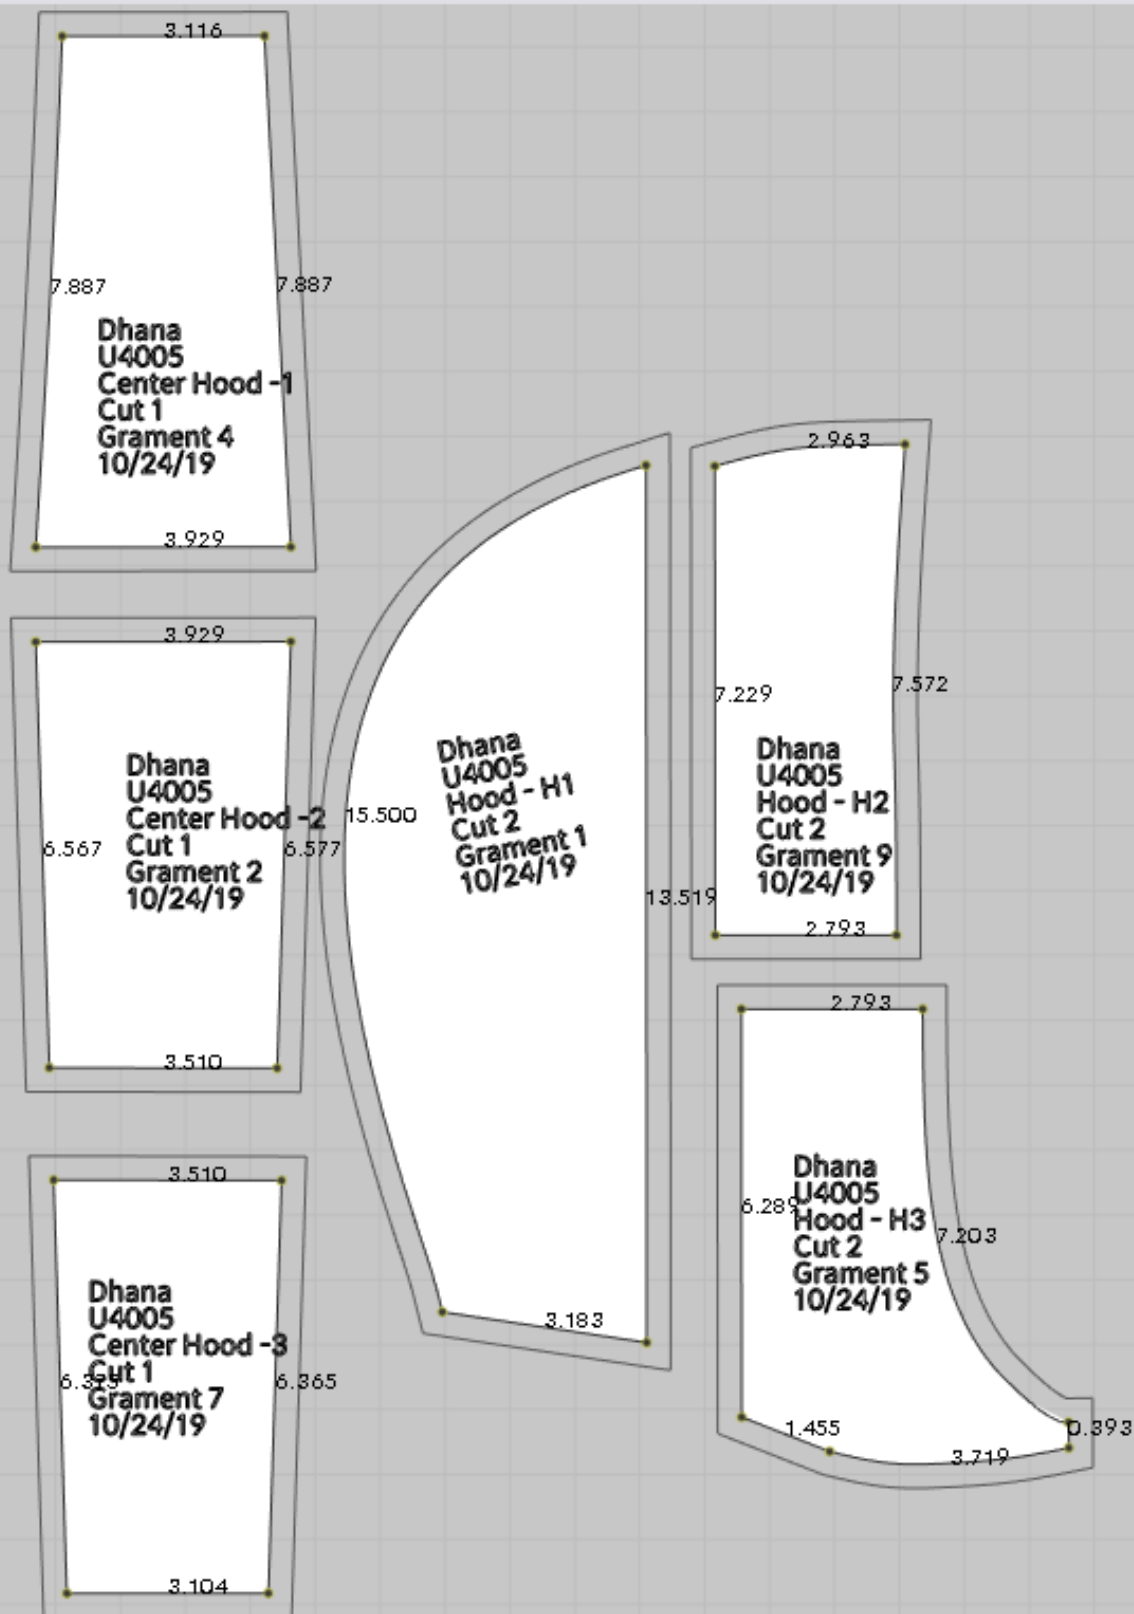 3.116
7.887
7.887
Dhana
U4005
Center Hood -1
Cut 1
Grament 4
10/24/19
3.929
3.929
Dhana
U4005
Center Hood -2
Cut 1
Grament 2
10/24/19
6.567
6.577
3.510
3.510
Dhana
U4005
Center Hood -3
Cut 1
Grament 7
10/24/19
6.365
3.104
15.500
Dhana
U4005
Hood - H1
Cut 2
Grament 1
10/24/19
13.519
3.183
2.963
7.229
7.572
Dhana
U4005
Hood - H2
Cut 2
Grament 9
10/24/19
2.793
2.793
6.289
Dhana
U4005
Hood - H3
Cut 2
Grament 5
10/24/19
7.203
1.455
3.719
0.393